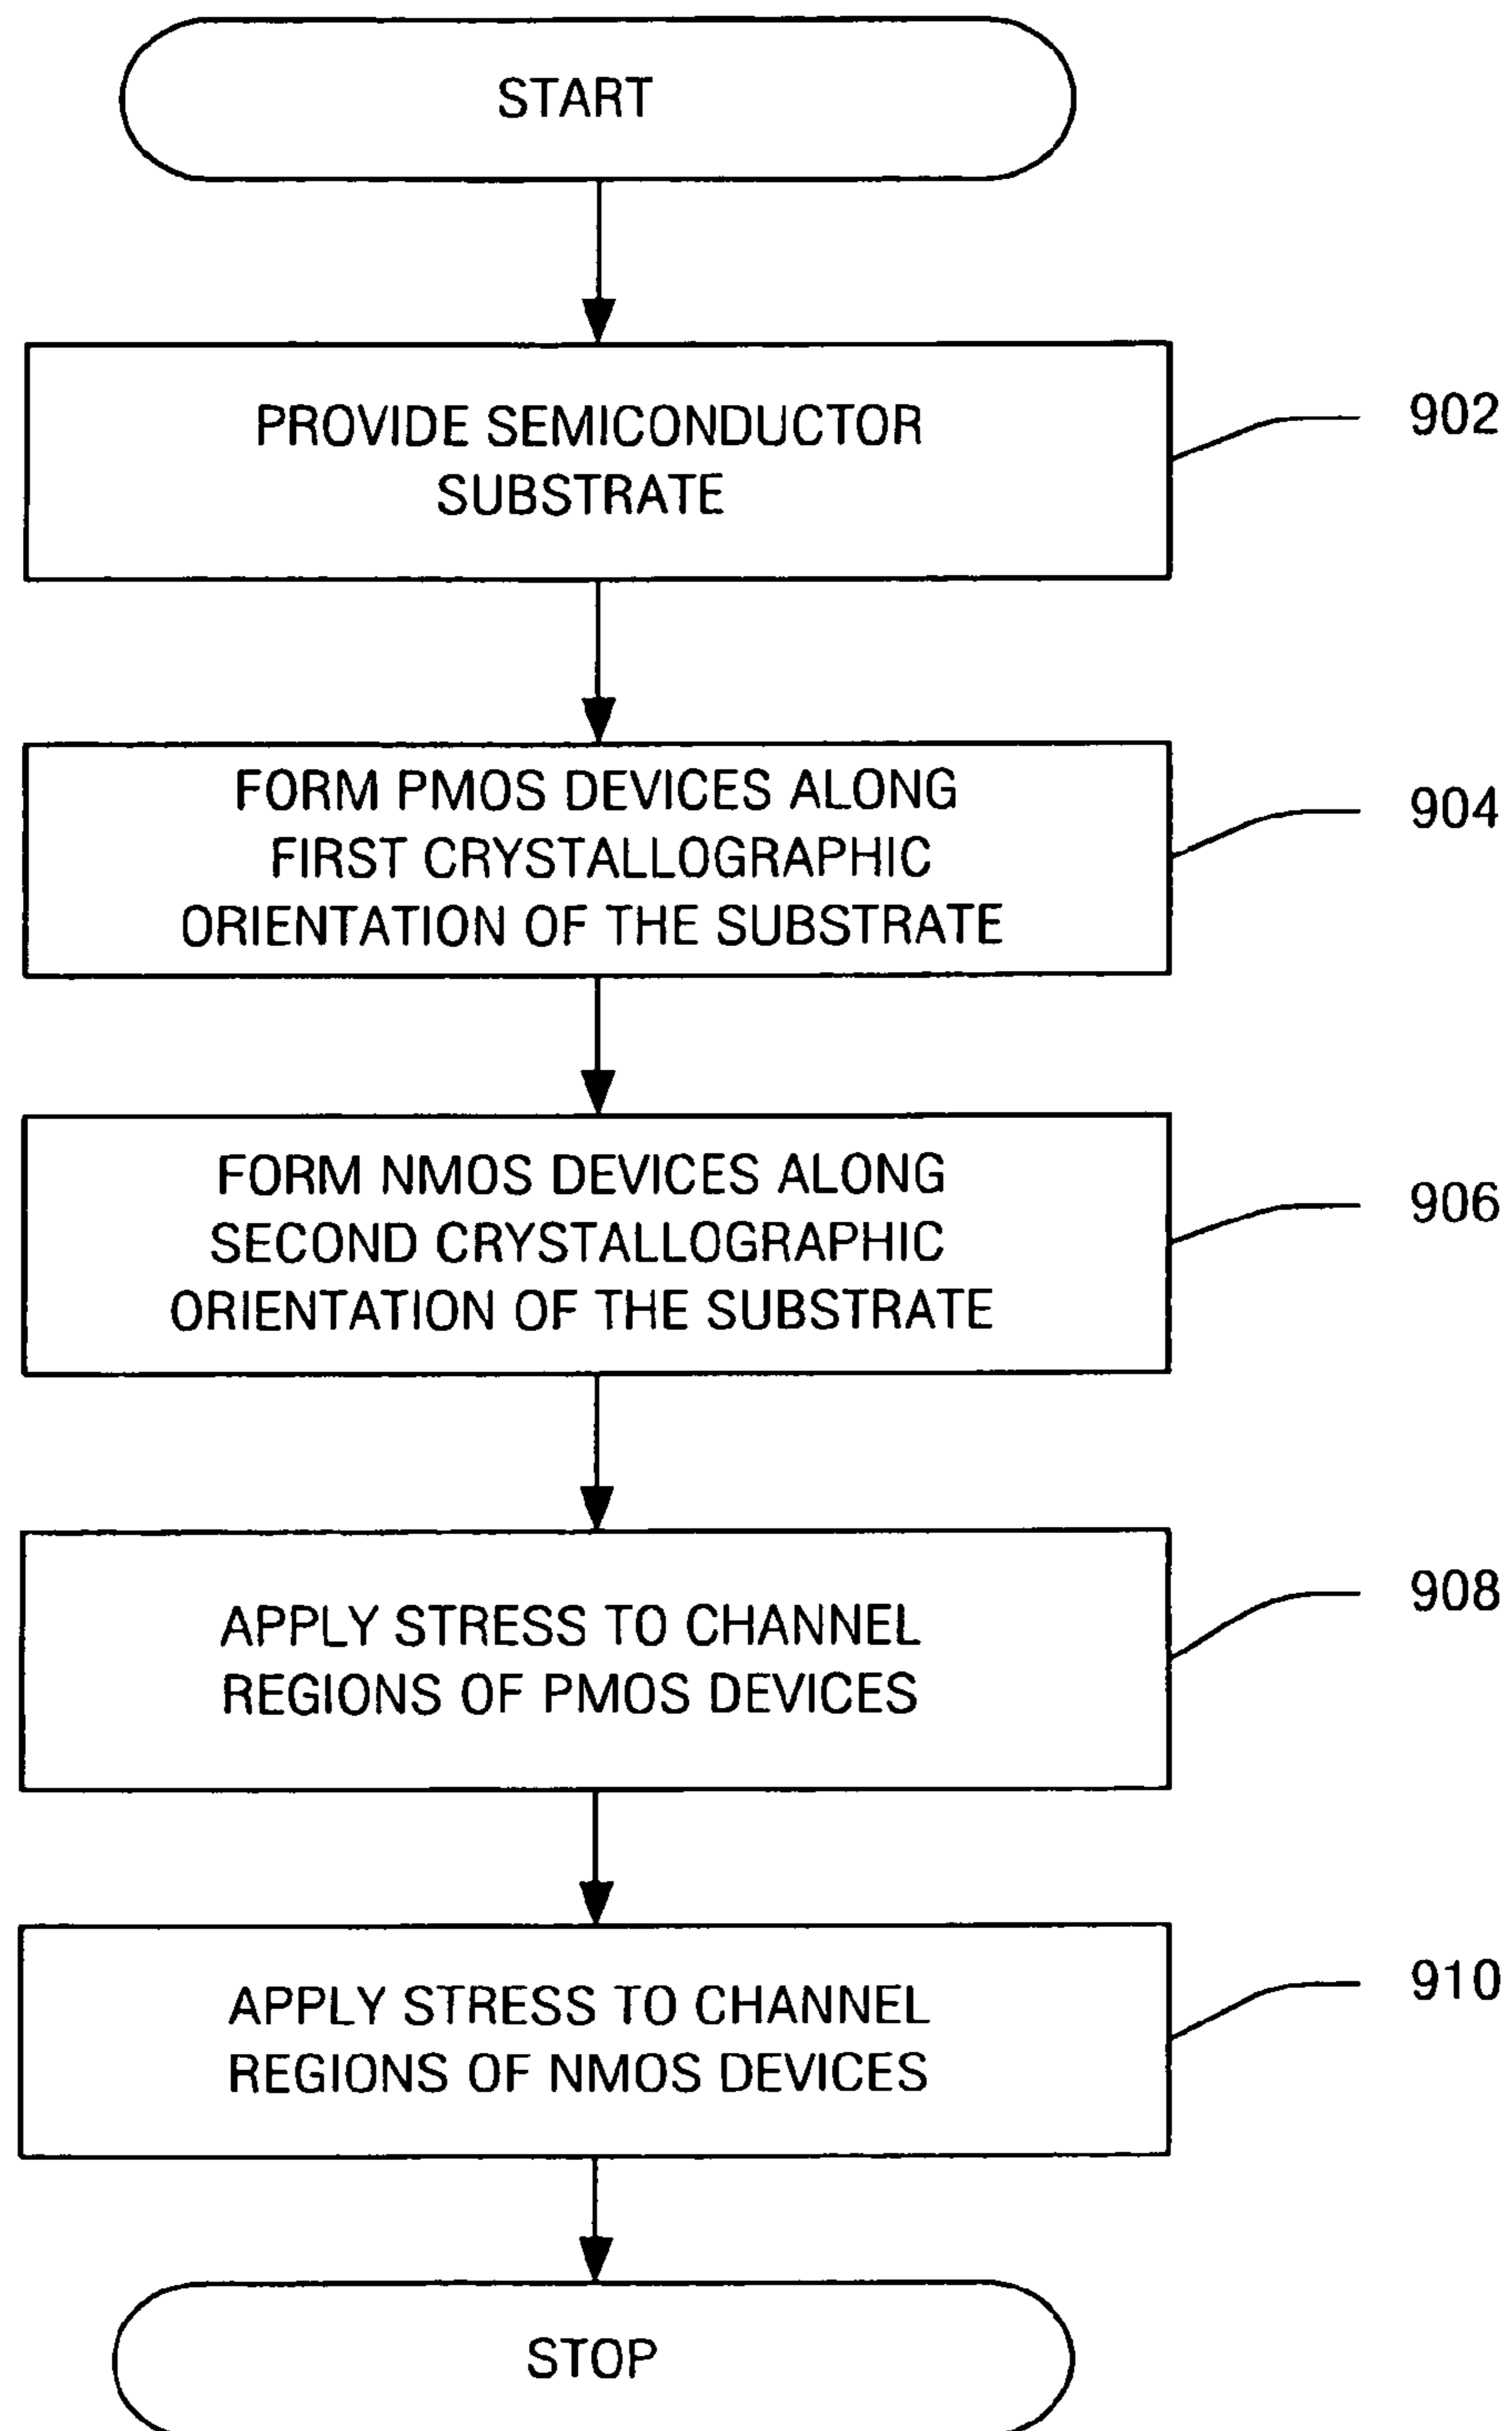 START
PROVIDE SEMICONDUCTOR
SUBSTRATE
902
FORM PMOS DEVICES ALONG
FIRST CRYSTALLOGRAPHIC
ORIENTATION OF THE SUBSTRATE
904
FORM NMOS DEVICES ALONG
SECOND CRYSTALLOGRAPHIC
ORIENTATION OF THE SUBSTRATE
906
APPLY STRESS TO CHANNEL
REGIONS OF PMOS DEVICES
908
APPLY STRESS TO CHANNEL
REGIONS OF NMOS DEVICES
910
STOP